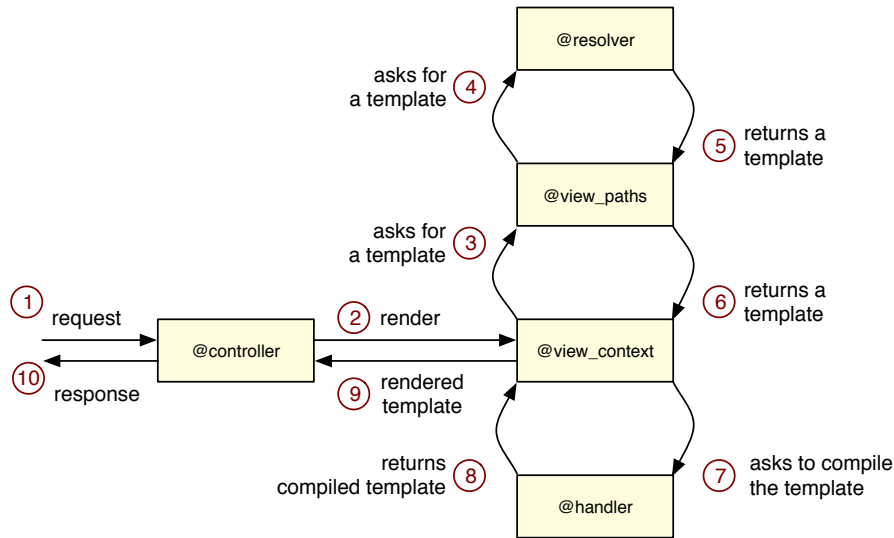 @resolver
asks for
a template
4
5
returns a
template
@view_paths
asks for
a template
3
6
returns a
template
1
request
2
render
@controller
@view_context
10
response
9
rendered
template
returns
compiled template
8
7
asks to compile
the template
@handler